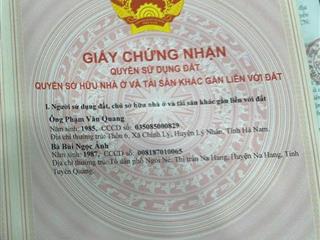 GIẤY CHỨNG NHẬN
QUYỀN SỬ DỤNG ĐẤT,
QUYỀN SỞ HỮU NHÀ Ở VÀ TÀI SẢN KHÁC GẮN LIỀN VỚI ĐẤT
I. Người sử dụng đất, chủ sở hữu nhà ở và tài sản khác gắn liền với đất
Ông Phạm Văn Quang
Năm sinh: 1985, CCCD số: 035085000829
Địa chỉ thường trú: Thôn 6, Xã Chính Lý, Huyện Lý Nhân, Tỉnh Hà Nam.
Bà Bùi Ngọc Ánh
Năm sinh: 1987, CCCD số: 008187010065
Địa chỉ thường trú: Tổ dân phố Ngòi Nẻ, Thị trấn Na Hang, Huyện Na Hang, Tỉnh
Tuyên Quang.